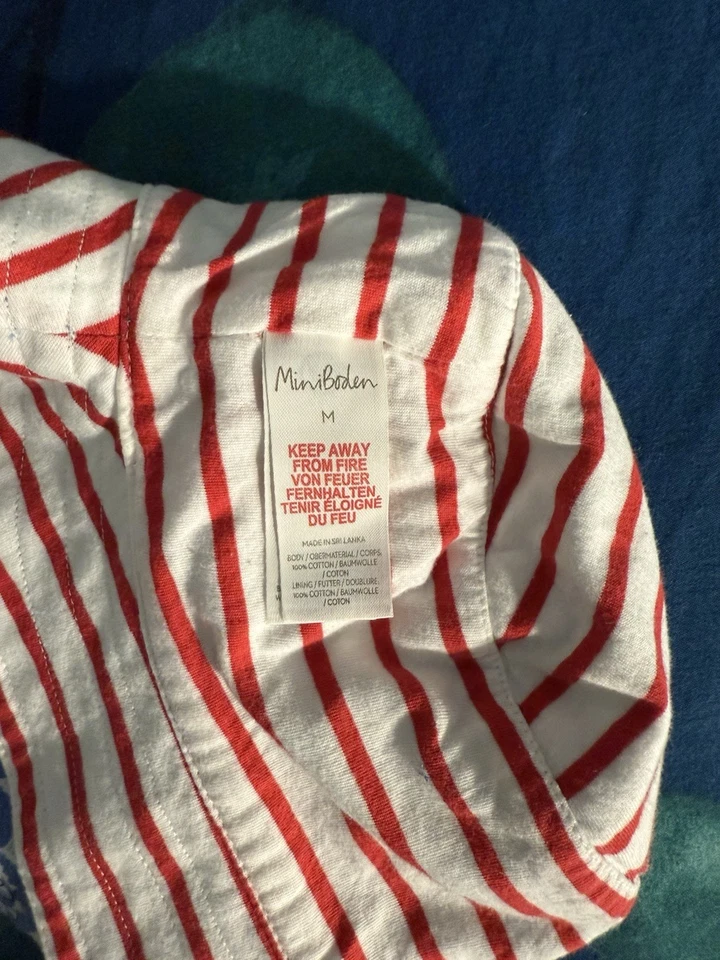 MiniBoden
M
KEEP AWAY
FROM FIRE
VON FEUER
FERNHALTEN
TENIR ÉLOIGNÉ
DU FEU
MADE IN SRI LANKA
BODY / OBERMATERIAL / CORPS:
100% COTTON / BAUMWOLLE
/ COTON
LINING / FUTTER / DOUBLURE:
100% COTTON / BAUMWOLLE
/ COTON